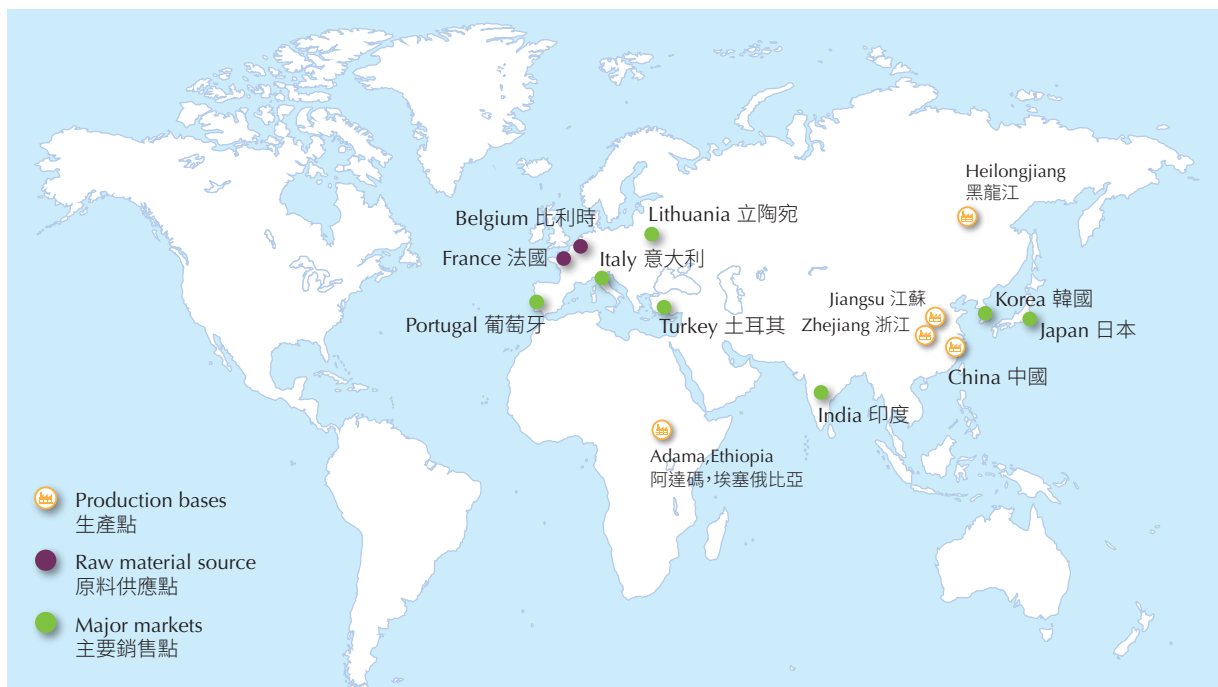 Heilongjiang
黑龍江
Belgium 比利時
Lithuania 立陶宛
France 法國
Italy 意大利
Jiangsu 江蘇
Korea 韓國
Portugal 葡萄牙
Turkey 土耳其
Zhejiang 浙江
Japan 日本
China 中國
India 印度
Adama,Ethiopia
阿達碼，埃塞俄比亞
Production bases
生產點
Raw material source
原料供應點
Major markets
主要銷售點